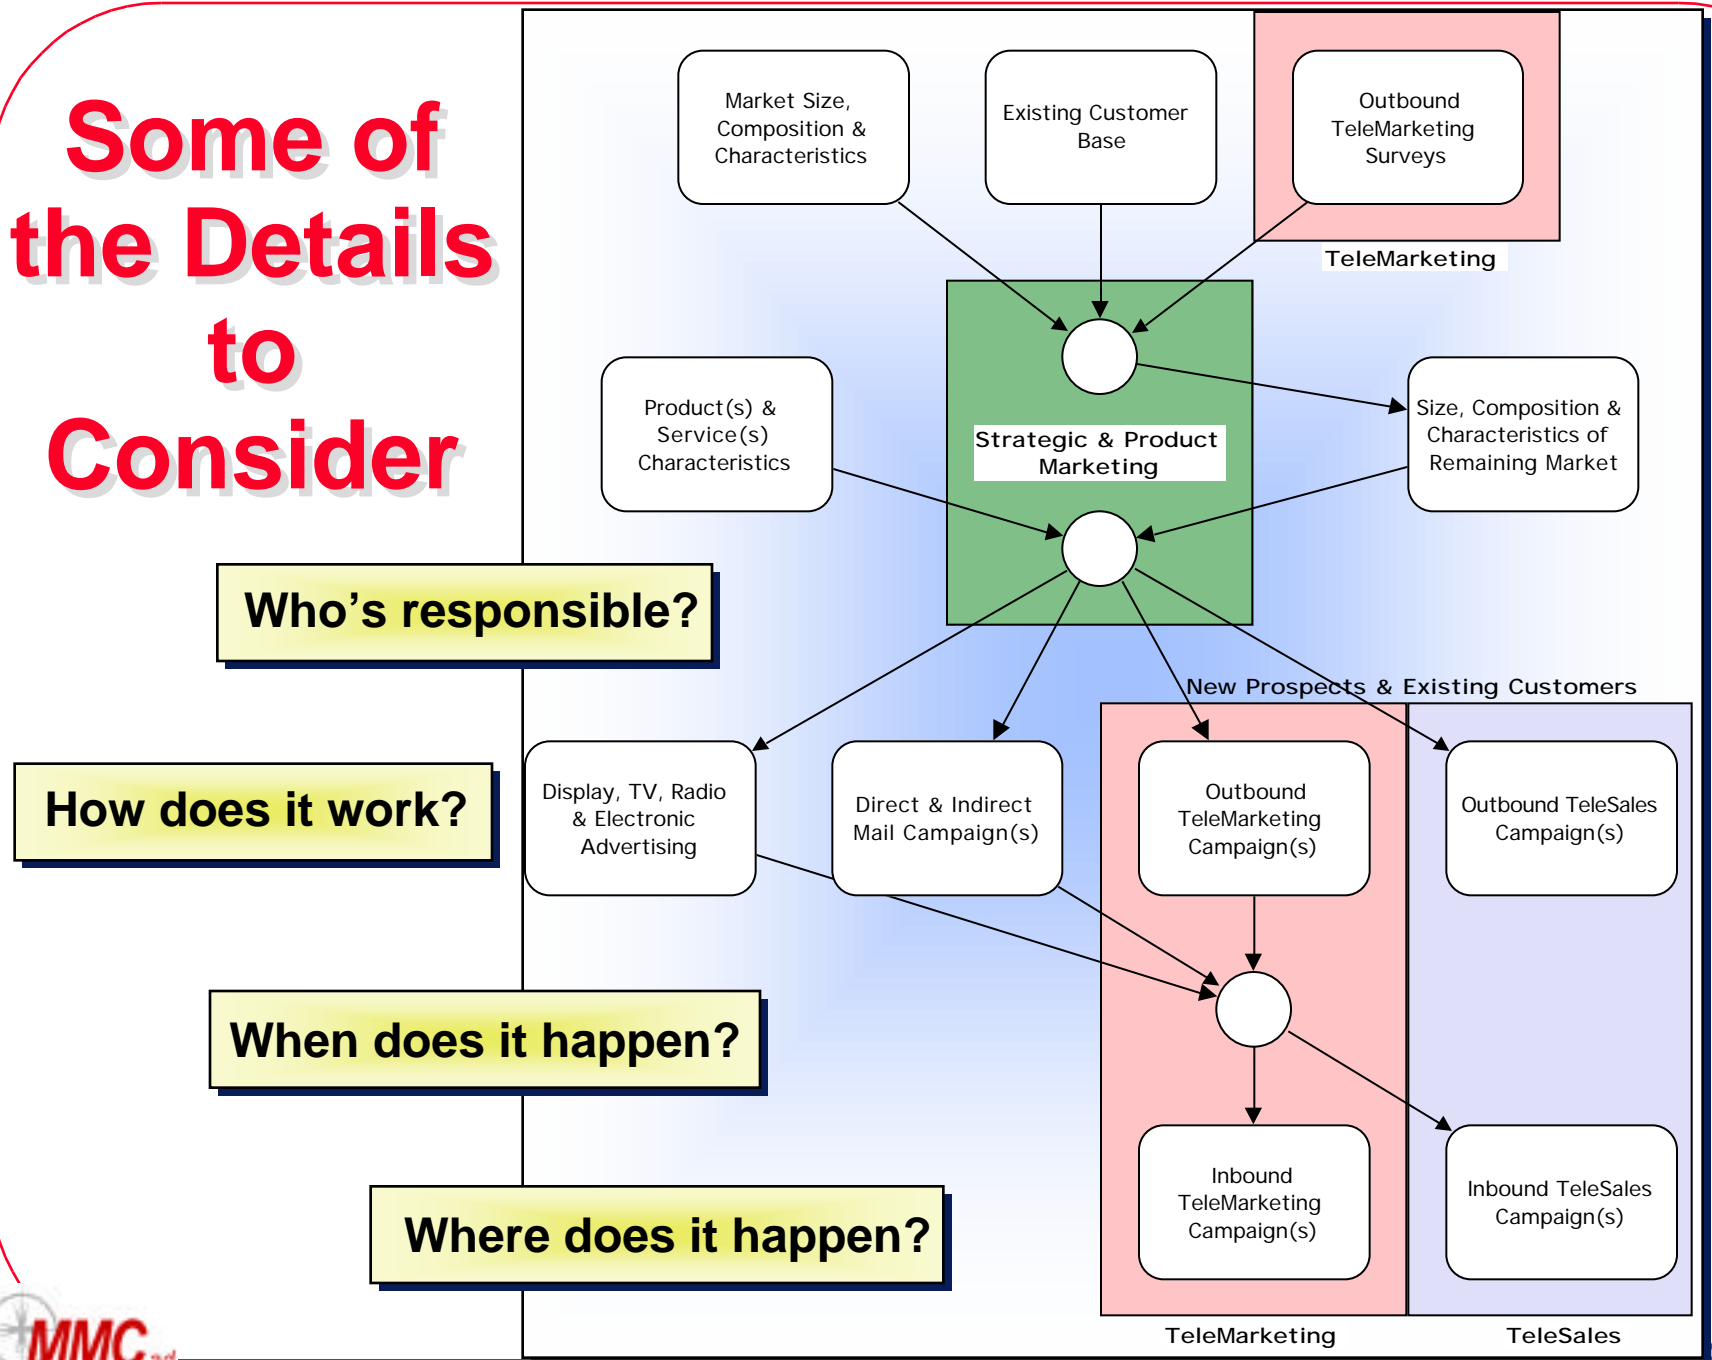 Some of
the Details
to
Consider
Market Size,
Composition &
Characteristics
Existing Customer
Base
Outbound
TeleMarketing
Surveys
TeleMarketing
Product(s) &
Service(s)
Characteristics
Strategic & Product
Marketing
Size, Composition &
Characteristics of
Remaining Market
Who's responsible?
New Prospects & Existing Customers
How does it work?
Display, TV, Radio
& Electronic
Advertising
Direct & Indirect
Mail Campaign(s)
Outbound
TeleMarketing
Campaign(s)
Outbound TeleSales
Campaign(s)
When does it happen?
Where does it happen?
Inbound
TeleMarketing
Campaign(s)
Inbound TeleSales
Campaign(s)
TeleMarketing
TeleSales
MMC